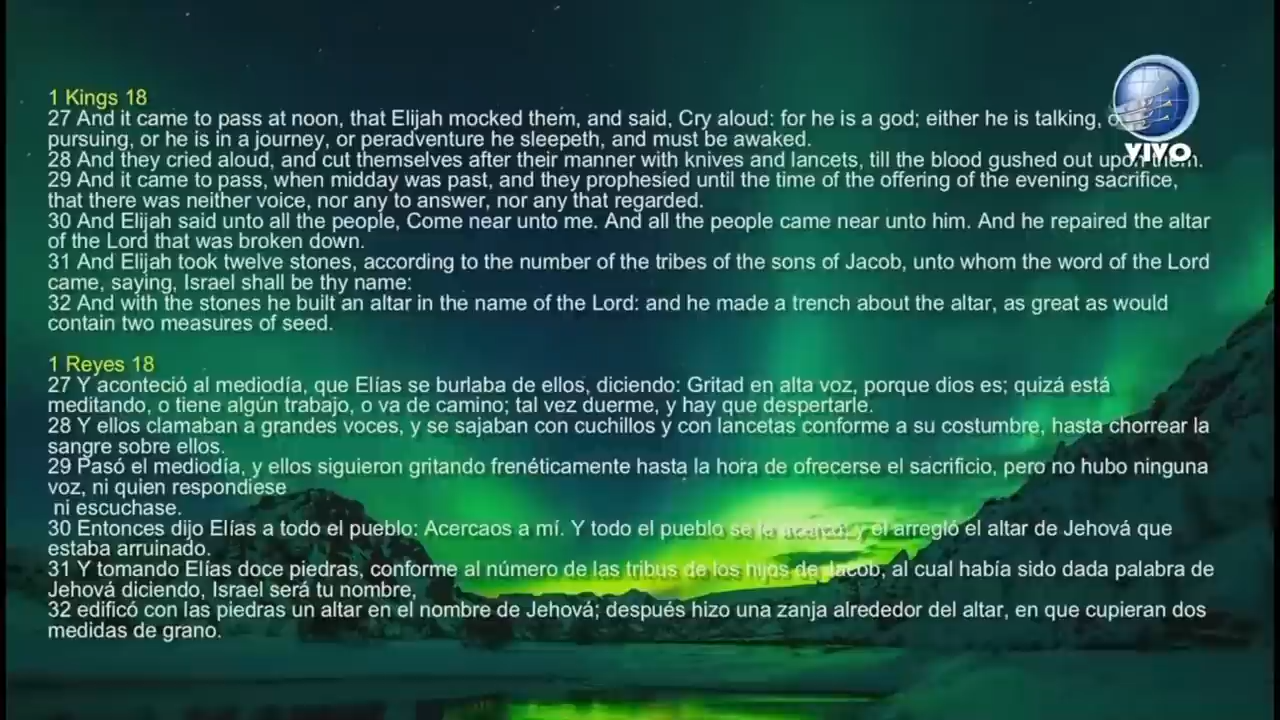 1 Kings 18
27 And it came to pass at noon, that Elijah mocked them, and said, Cry aloud: for he is a god; either he is talking,
pursuing, or he is in a journey, or peradventure he sleepeth, and must be awaked.
28 And they cried aloud, and cut themselves after their manner with knives and lancets, till the blood gushed out upon them.
29 And it came to pass, when midday was past, and they prophesied until the time of the offering of the evening sacrifice,
that there was neither voice, nor any to answer, nor any that regarded.
30 And Elijah said unto all the people, Come near unto me. And all the people came near unto him. And he repaired the altar
of the Lord that was broken down.
31 And Elijah took twelve stones, according to the number of the tribes of the sons of Jacob, unto whom the word of the Lord
came, saying, Israel shall be thy name:
32 And with the stones he built an altar in the name of the Lord: and he made a trench about the altar, as great as would
contain two measures of seed.
1 Reyes 18
27 Y aconteció al mediodía, que Elías se burlaba de ellos, diciendo: Gritad en alta voz, porque dios es; quizá está
meditando, o tiene algún trabajo, o va de camino; tal vez duerme, y hay que despertarle.
28 Y ellos clamaban a grandes voces, y se sajaban con cuchillos y con lancetas conforme a su costumbre, hasta chorrear la
sangre sobre ellos.
29 Pasó el mediodía, y ellos siguieron gritando frenéticamente hasta la hora de ofrecerse el sacrificio, pero no hubo ninguna
voz, ni quien respondiese
ni escuchase.
30 Entonces dijo Elías a todo el pueblo: Acercaos a mí. Y todo el pueblo se le acercó; y él arregló el altar de Jehová que
estaba arruinado.
31 Y tomando Elías doce piedras, conforme al número de las tribus de los hijos de Jacob, al cual había sido dada palabra de
Jehová diciendo, Israel será tu nombre,
32 edificó con las piedras un altar en el nombre de Jehová; después hizo una zanja alrededor del altar, en que cupieran dos
medidas de grano.
VIVO